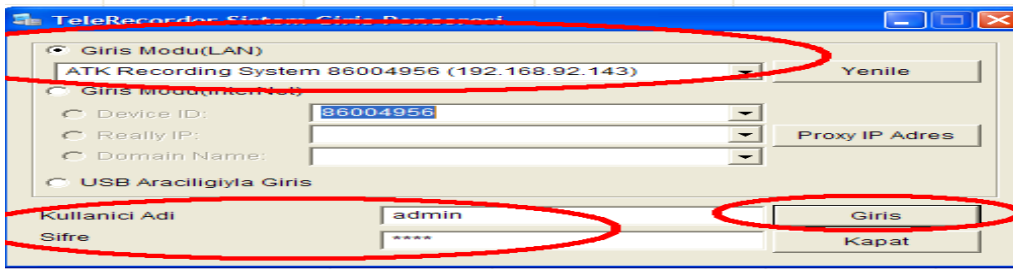 TeleRecorder Sistem Giris Penceresi
Giris Modu(LAN)
ATK Recording System 86004956 (192.168.92.143)
Yenile
Giris Modu(InterNet)
Device ID:
86004956
Really IP:
Proxy IP Adres
Domain Name:
USB Araciligiyla Giris
Kullanici Adi
admin
Giris
Sifre
****
Kapat